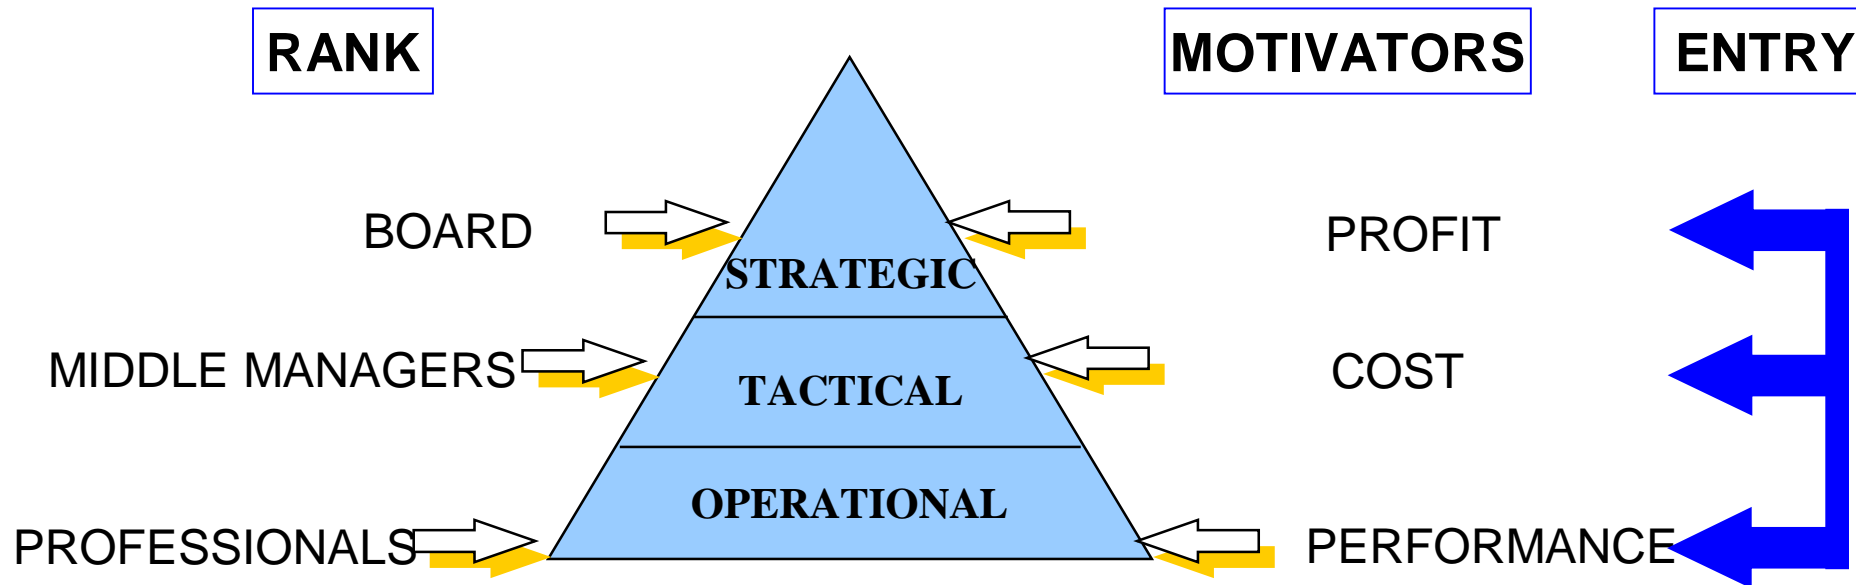 RANK
MOTIVATORS
ENTRY
BOARD
PROFIT
STRATEGIC
MIDDLE MANAGERS
COST
TACTICAL
OPERATIONAL
PROFESSIONALS
PERFORMANCE